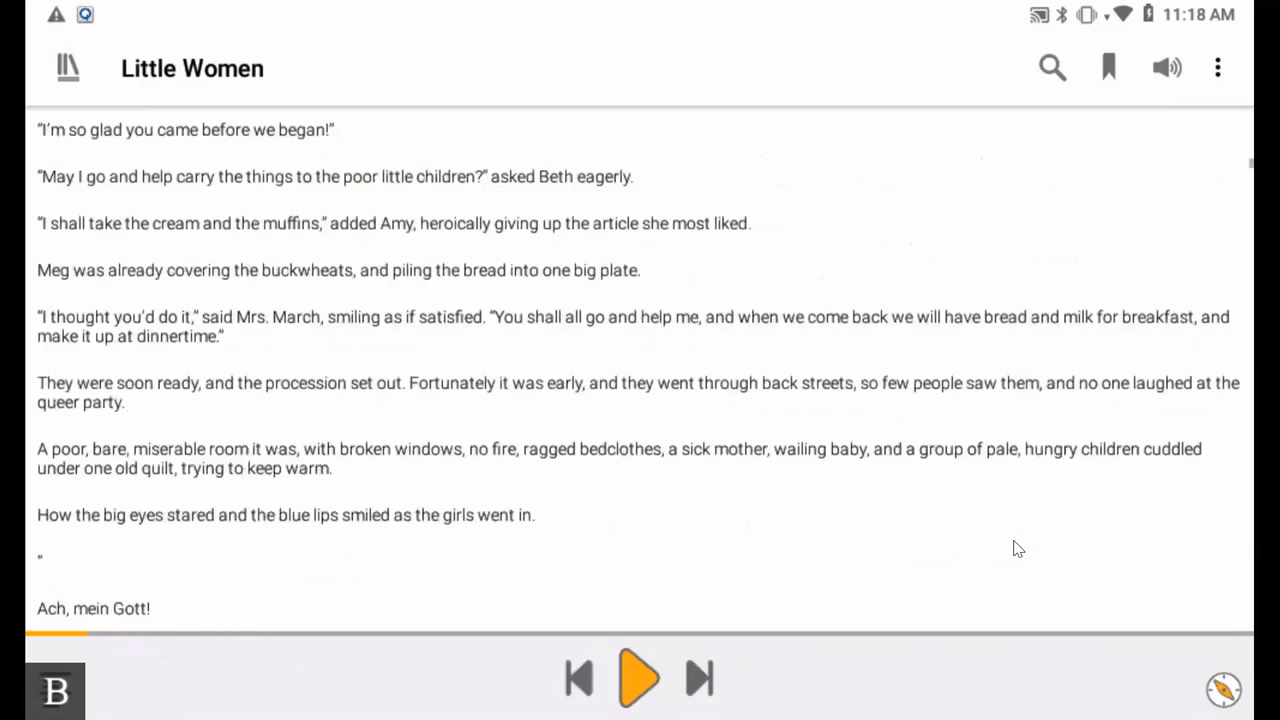 11:18 AM
Little Women
“I’m so glad you came before we began!”
“May I go and help carry the things to the poor little children?” asked Beth eagerly.
“I shall take the cream and the muffins,” added Amy, heroically giving up the article she most liked.
Meg was already covering the buckwheats, and piling the bread into one big plate.
“I thought you’d do it,” said Mrs. March, smiling as if satisfied. “You shall all go and help me, and when we come back we will have bread and milk for breakfast, and
make it up at dinnertime.”
They were soon ready, and the procession set out. Fortunately it was early, and they went through back streets, so few people saw them, and no one laughed at the
queer party.
A poor, bare, miserable room it was, with broken windows, no fire, ragged bedclothes, a sick mother, wailing baby, and a group of pale, hungry children cuddled
under one old quilt, trying to keep warm.
How the big eyes stared and the blue lips smiled as the girls went in.
“
Ach, mein Gott!
B